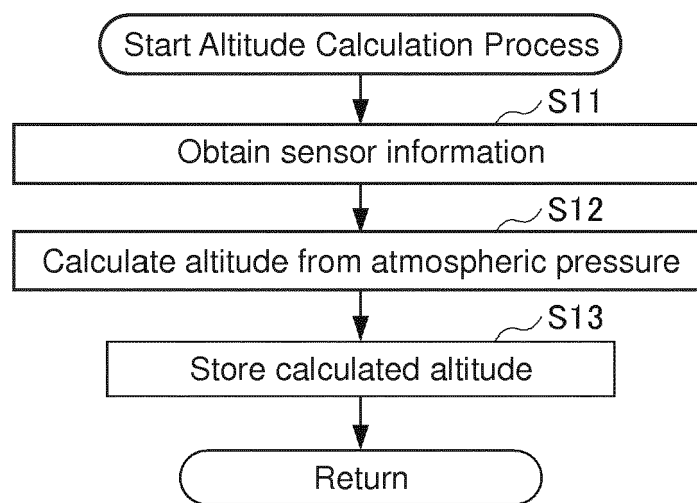 Start Altitude Calculation Process
S11
Obtain sensor information
S12
Calculate altitude from atmospheric pressure
S13
Store calculated altitude
Return